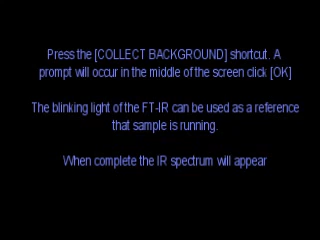 Press the [COLLECT BACKGROUND] shortcut. A
prompt will occur in the middle of the screen click [OK]
The blinking light of the FT-IR can be used as a reference
that sample is running.
When complete the IR spectrum will appear